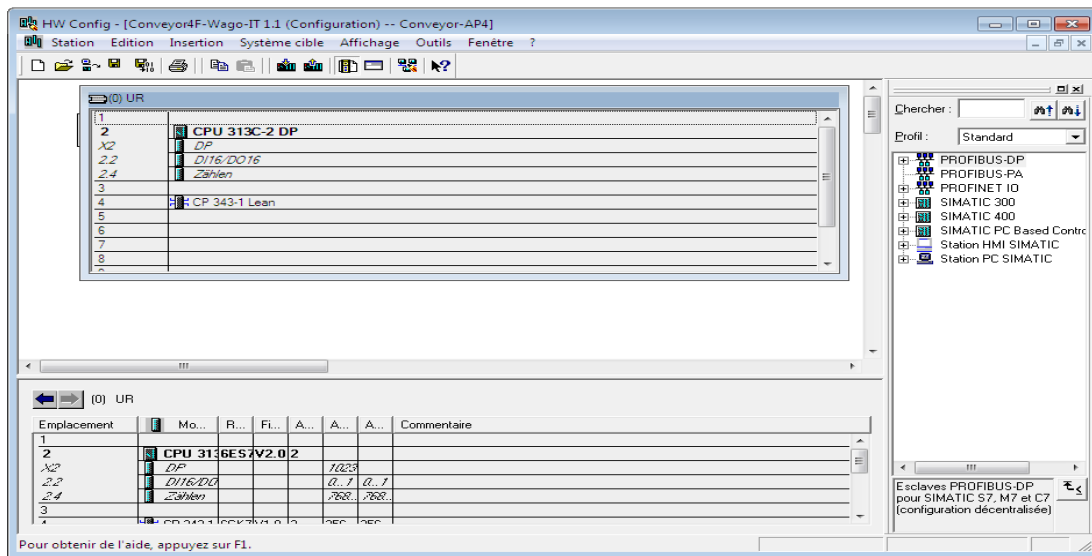 HW Config - [Conveyor4F-Wago-IT 1.1 (Configuration) -- Conveyor-AP4]
Station Edition Insertion Système cible Affichage Outils Fenêtre ?
(0) UR
1
2 CPU 313C-2 DP
X2 DP
2.2 DI16/DO16
2.4 Zählen
3
4 CP 343-1 Lean
5
6
7
8
Chercher :
Profil : Standard
PROFIBUS-DP
PROFIBUS-PA
PROFINET IO
SIMATIC 300
SIMATIC 400
SIMATIC PC Based Contrc
Station HMI SIMATIC
Station PC SIMATIC
(0) UR
Emplacement Mo... R... Fi... A... A... A... Commentaire
1
2 CPU 313 6ES7 V2.0 2
X2 DP 1023
2.2 DI16/DO 0...1 0...1
2.4 Zählen 768.. 768..
3
Esclaves PROFIBUS-DP
pour SIMATIC S7, M7 et C7
(configuration décentralisée)
Pour obtenir de l'aide, appuyez sur F1.